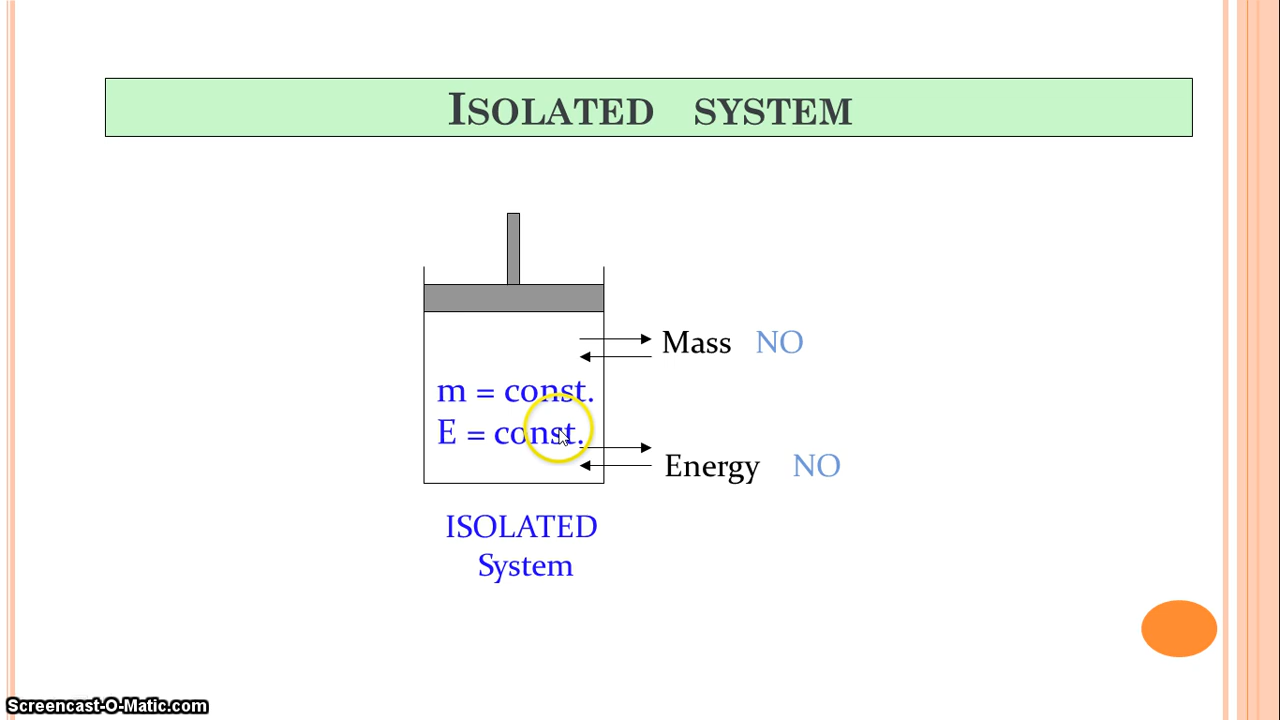 ISOLATED SYSTEM
Mass NO
m = const.
E = const.
Energy NO
ISOLATED
System
Screencast-O-Matic.com